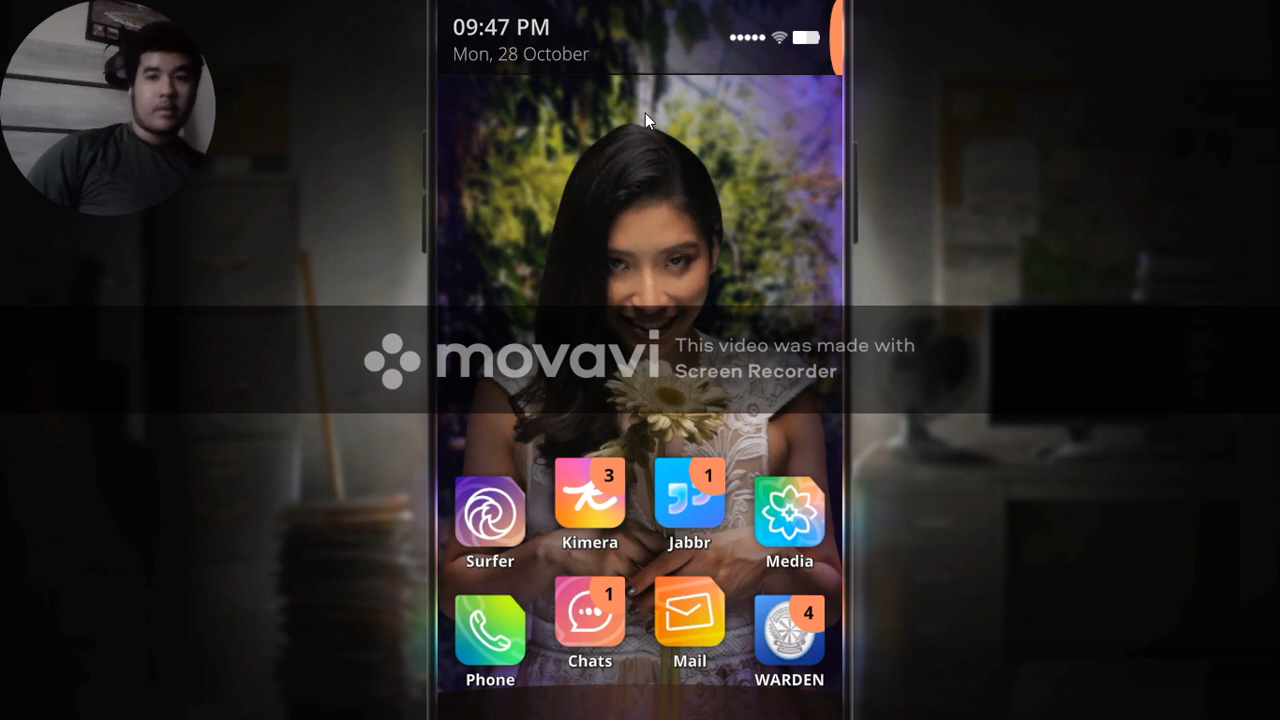 09:47 PM
Mon, 28 October
movavi
This video was made with
Screen Recorder
3
1
Surfer
Kimera
Jabbr
Media
1
4
Phone
Chats
Mail
WARDEN